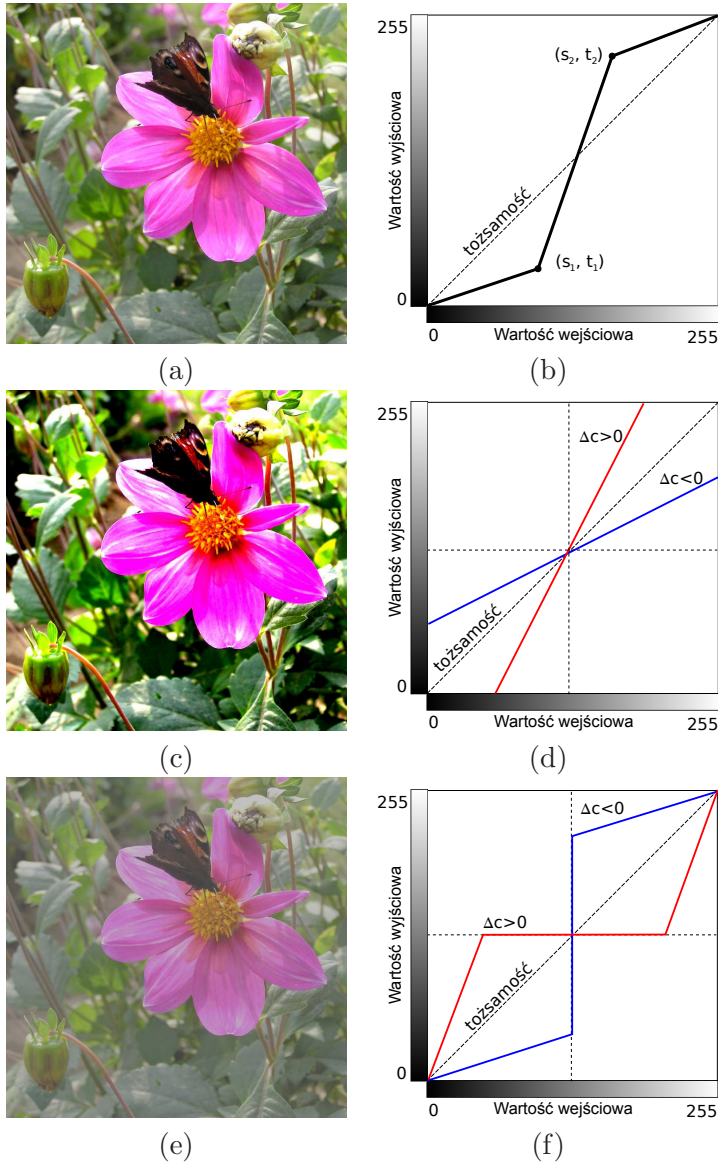 255
(s₂, t₂)
Wartość wyjściowa
tożsamość
(s₁, t₁)
0
0
Wartość wejściowa
255
(a)
(b)
255
Δc>0
Δc<0
Wartość wyjściowa
tożsamość
0
0
Wartość wejściowa
255
(c)
(d)
255
Δc<0
Wartość wyjściowa
Δc>0
tożsamość
0
0
Wartość wejściowa
255
(e)
(f)